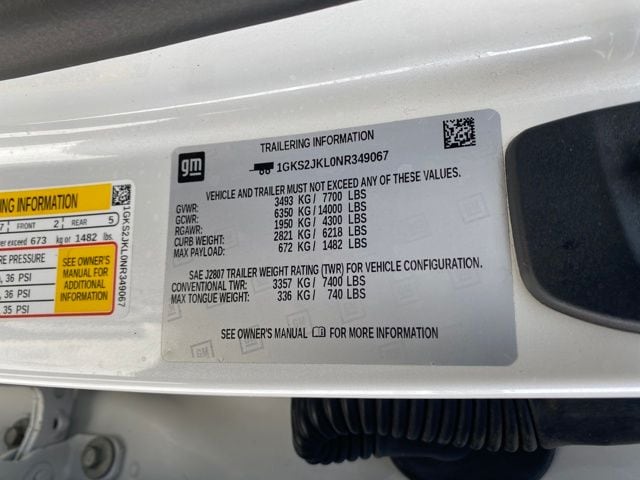 gm
TRAILERING INFORMATION
1GKS2JKL0NR349067
VEHICLE AND TRAILER MUST NOT EXCEED ANY OF THESE VALUES.
GVWR: 3493 KG / 7700 LBS
GCWR: 6350 KG / 14000 LBS
RGAWR: 1950 KG / 4300 LBS
CURB WEIGHT: 2821 KG / 6218 LBS
MAX PAYLOAD: 672 KG / 1482 LBS
SAE J2807 TRAILER WEIGHT RATING (TWR) FOR VEHICLE CONFIGURATION.
CONVENTIONAL TWR: 3357 KG / 7400 LBS
MAX TONGUE WEIGHT: 336 KG / 740 LBS
SEE OWNER'S MANUAL FOR MORE INFORMATION
INFORMATION
7 FRONT 2 REAR 5
exceed 673 kg or 1482 lbs.
PRESSURE
36 PSI
36 PSI
35 PSI
SEE OWNER'S
MANUAL FOR
ADDITIONAL
INFORMATION
1GKS2JKL0NR349067